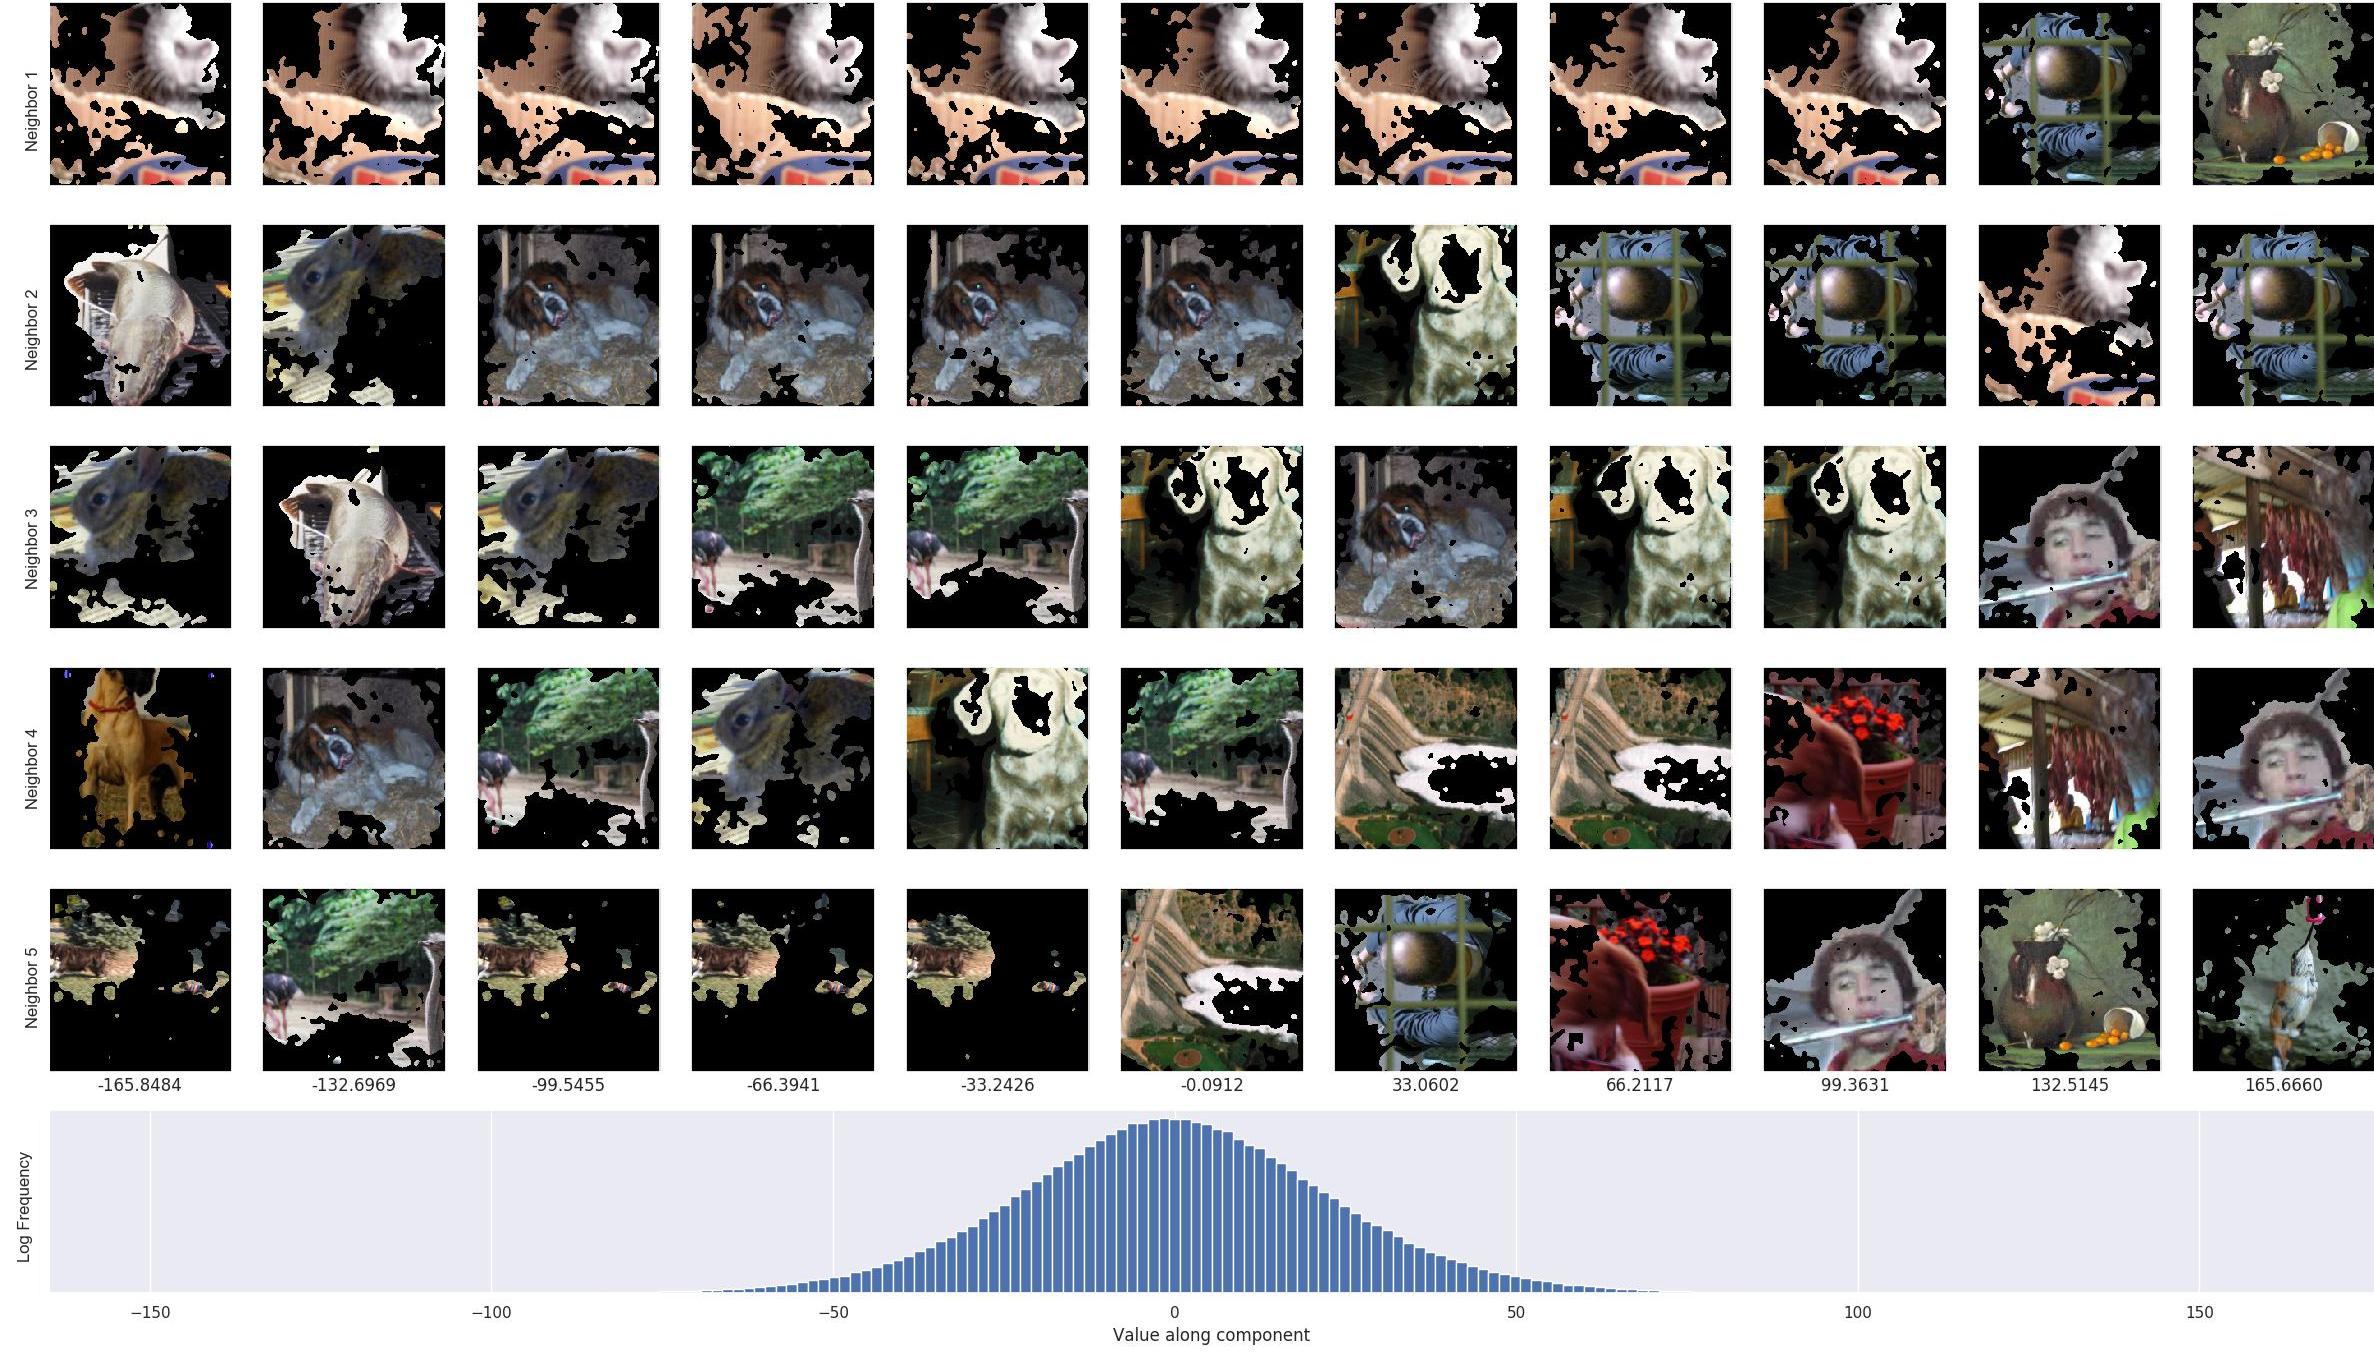 Neighbor 1
Neighbor 2
Neighbor 3
Neighbor 4
Neighbor 5
-165.8484 -132.6969 -99.5455 -66.3941 -33.2426 -0.0912 33.0602 66.2117 99.3631 132.5145 165.6660
Log Frequency
−150 −100 −50 0 50 100 150
Value along component